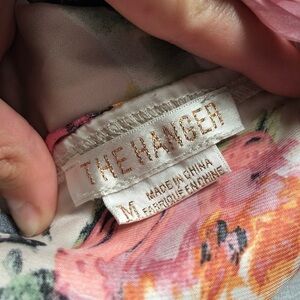 THE HANGER
M
MADE IN CHINA
FABRIQUE EN CHINE